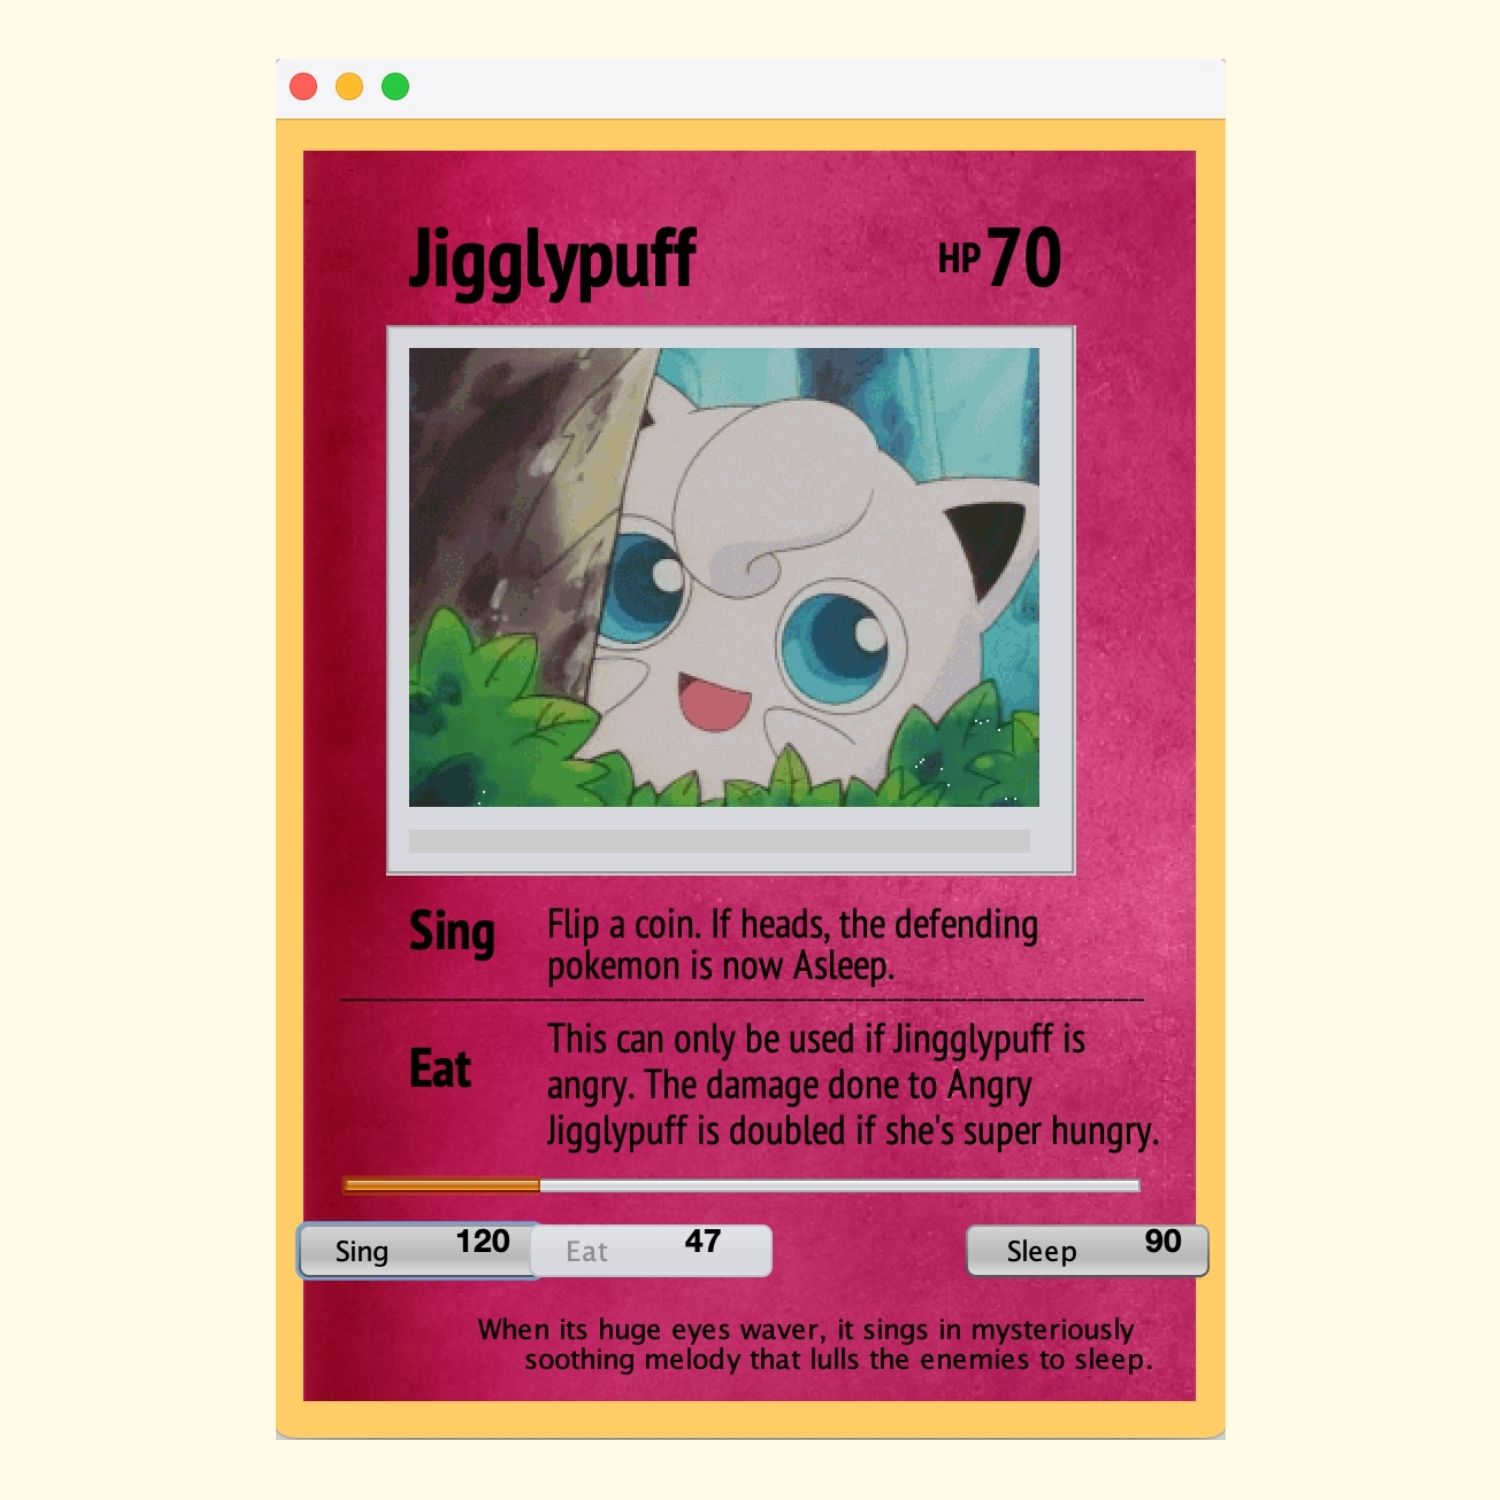 Jigglypuff HP 70
Sing
Flip a coin. If heads, the defending
pokemon is now Asleep.
Eat
This can only be used if Jingglypuff is
angry. The damage done to Angry
Jigglypuff is doubled if she's super hungry.
Sing 120 Eat 47 Sleep 90
When its huge eyes waver, it sings in mysteriously
soothing melody that lulls the enemies to sleep.